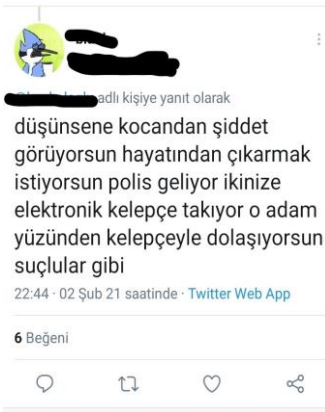 adlı kişiye yanıt olarak
düşünsene kocandan şiddet
görüyorsun hayatından çıkarmak
istiyorsun polis geliyor ikinize
elektronik kelepçe takıyor o adam
yüzünden kelepçeyle dolaşıyorsun
suçlular gibi
22:44 · 02 Şub 21 saatinde · Twitter Web App
6 Beğeni